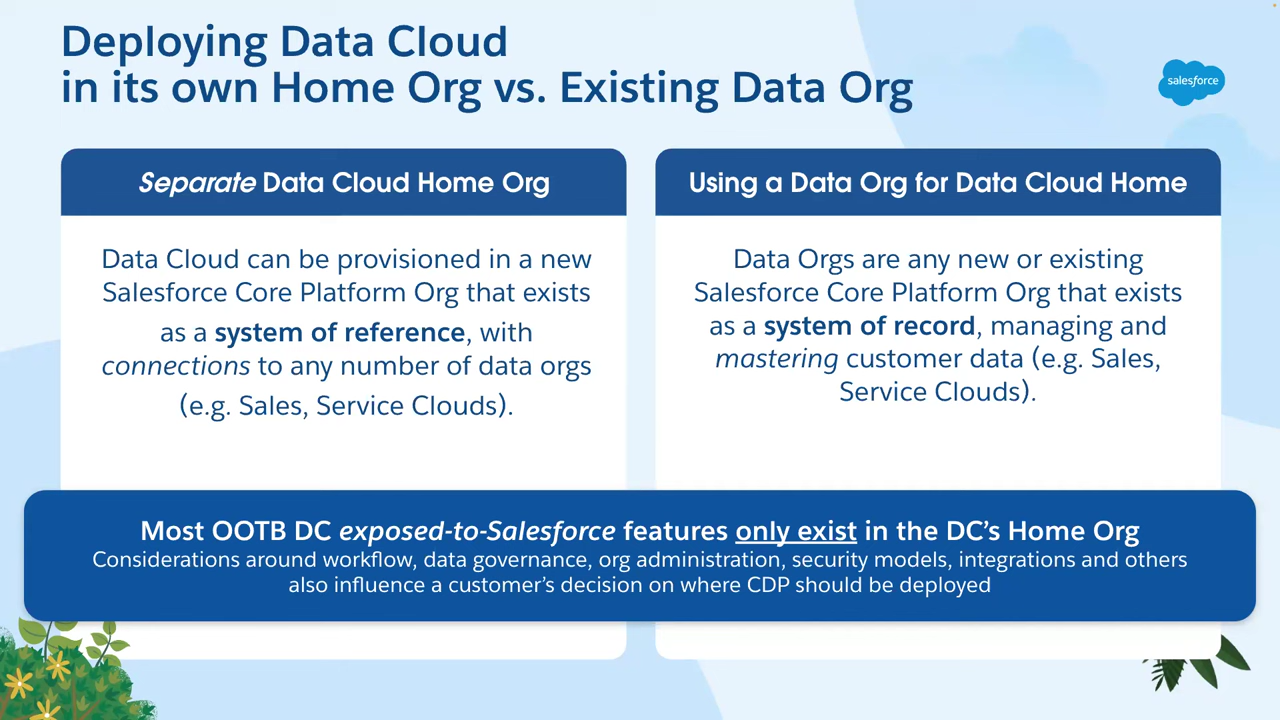 Deploying Data Cloud
in its own Home Org vs. Existing Data Org
salesforce
Separate Data Cloud Home Org
Data Cloud can be provisioned in a new
Salesforce Core Platform Org that exists
as a system of reference, with
connections to any number of data orgs
(e.g. Sales, Service Clouds).
Using a Data Org for Data Cloud Home
Data Orgs are any new or existing
Salesforce Core Platform Org that exists
as a system of record, managing and
mastering customer data (e.g. Sales,
Service Clouds).
Most OOTB DC exposed-to-Salesforce features only exist in the DC’s Home Org
Considerations around workflow, data governance, org administration, security models, integrations and others
also influence a customer’s decision on where CDP should be deployed